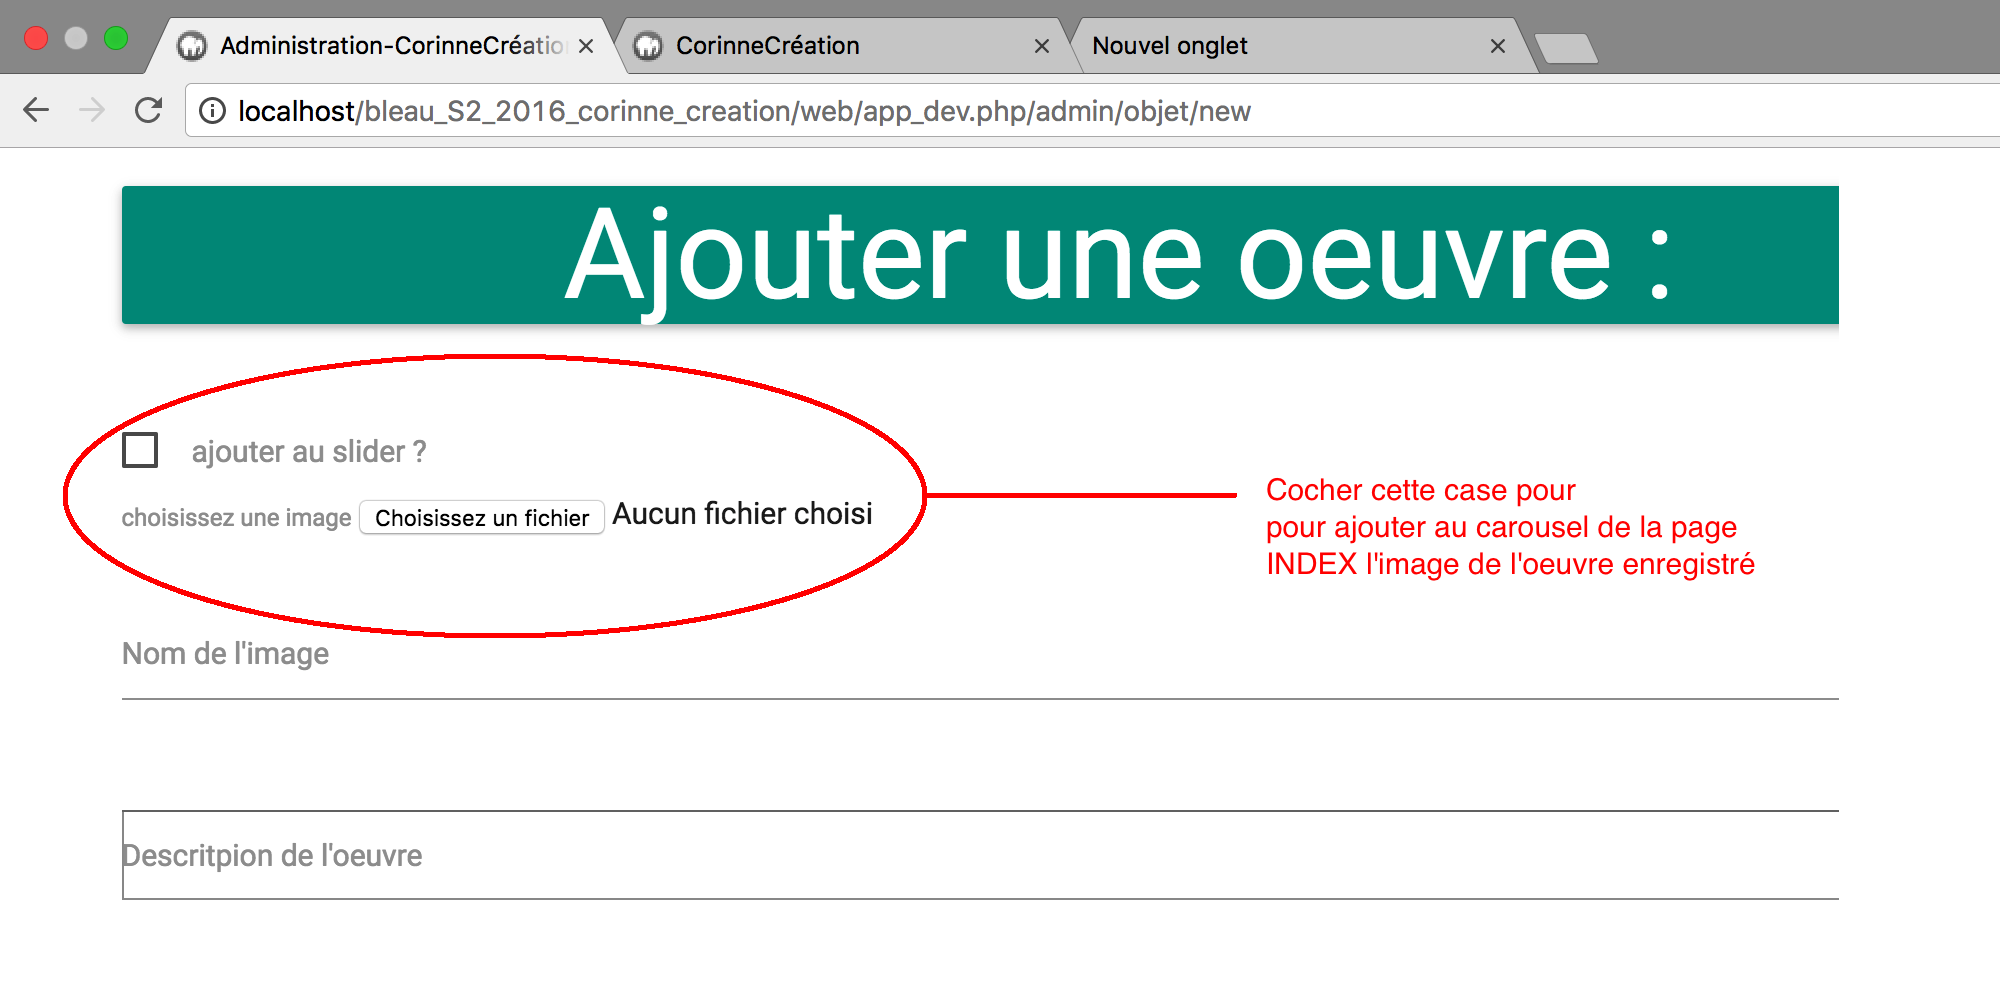 Administration-CorinneCréatio
CorinneCréation
Nouvel onglet
localhost/bleau_S2_2016_corinne_creation/web/app_dev.php/admin/objet/new
Ajouter une oeuvre :
ajouter au slider ?
choisissez une image Choisissez un fichier Aucun fichier choisi
Cocher cette case pour
pour ajouter au carousel de la page
INDEX l'image de l'oeuvre enregistré
Nom de l'image
Descritpion de l'oeuvre